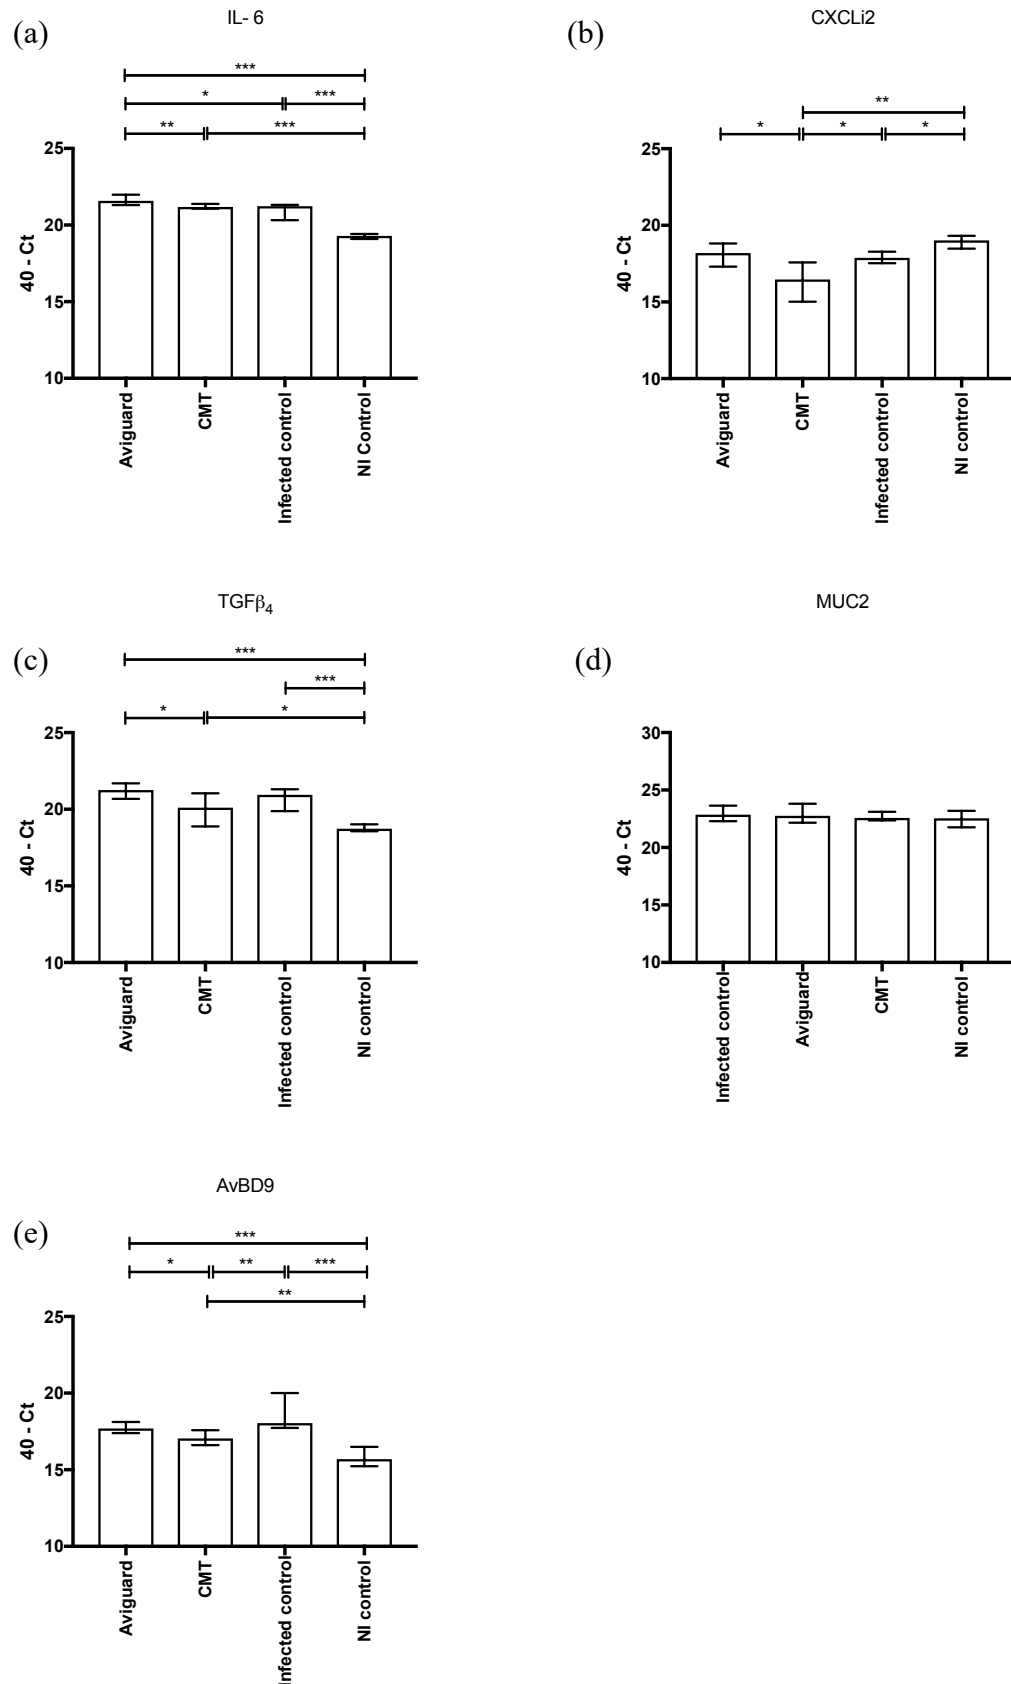 (a)
IL- 6
***
* ***
** ***
25
20
15
10
40 - Ct
Aviguard
CMT
Infected control
NI Control
(b)
CXCLi2
**
* * *
25
20
15
10
40 - Ct
Aviguard
CMT
Infected control
NI control
(c)
TGFβ4
***
***
* *
25
20
15
10
40 - Ct
Aviguard
CMT
Infected control
NI control
(d)
MUC2
30
25
20
15
10
40 - Ct
Infected control
Aviguard
CMT
NI control
(e)
AvBD9
***
* ** ***
**
25
20
15
10
40 - Ct
Aviguard
CMT
Infected control
NI control